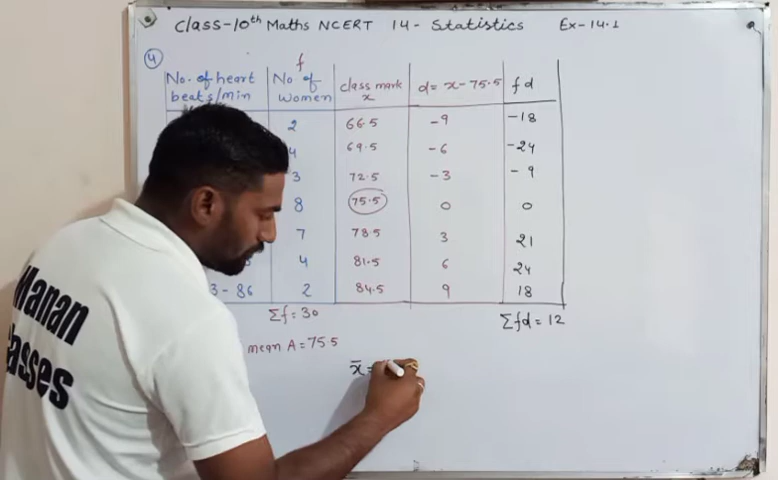 Class-10th Maths NCERT 14 - Statistics Ex-14.1
4
f
No. of heart beats/min | No. of women | class mark x | d = x - 75.5 | fd
2 | 66.5 | -9 | -18
4 | 69.5 | -6 | -24
3 | 72.5 | -3 | -9
8 | 75.5 | 0 | 0
7 | 78.5 | 3 | 21
4 | 81.5 | 6 | 24
3 - 86 | 2 | 84.5 | 9 | 18
Σf = 30 Σfd = 12
mean A = 75.5
x̄ =
Manan
classes